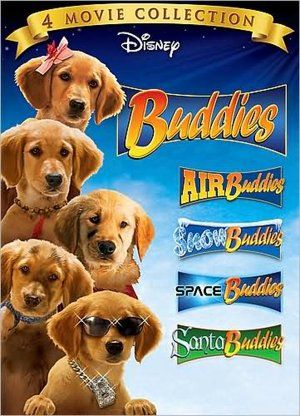 4 MOVIE COLLECTION
DISNEY
Buddies
AIR Buddies
SNOW Buddies
SPACE Buddies
Santa Buddies